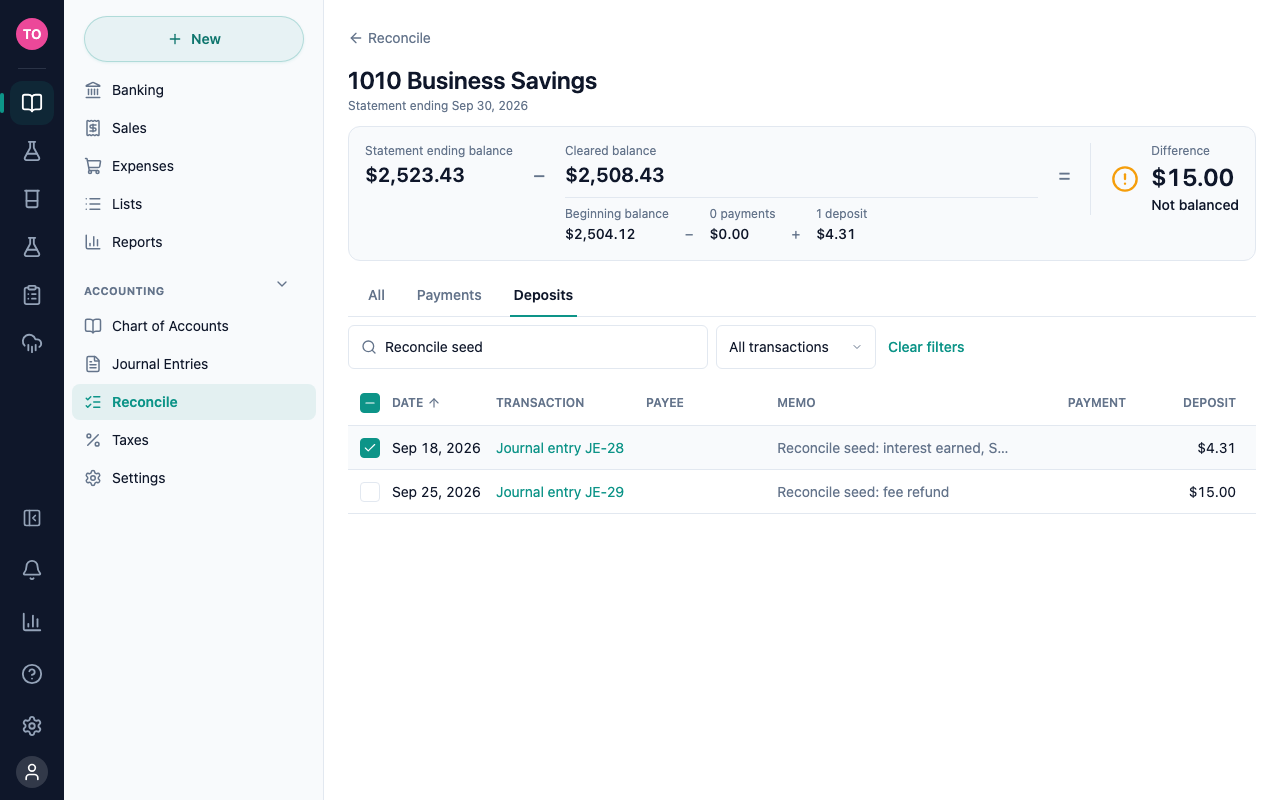 TO
New
Banking
Sales
Expenses
Lists
Reports
ACCOUNTING
Chart of Accounts
Journal Entries
Reconcile
Taxes
Settings
Reconcile
1010 Business Savings
Statement ending Sep 30, 2026
Statement ending balance
$2,523.43
–
Cleared balance
$2,508.43
Beginning balance
$2,504.12
–
0 payments
$0.00
+
1 deposit
$4.31
=
Difference
$15.00
Not balanced
All Payments Deposits
Reconcile seed All transactions Clear filters
DATE TRANSACTION PAYEE MEMO PAYMENT DEPOSIT
Sep 18, 2026 Journal entry JE-28 Reconcile seed: interest earned, S... $4.31
Sep 25, 2026 Journal entry JE-29 Reconcile seed: fee refund $15.00